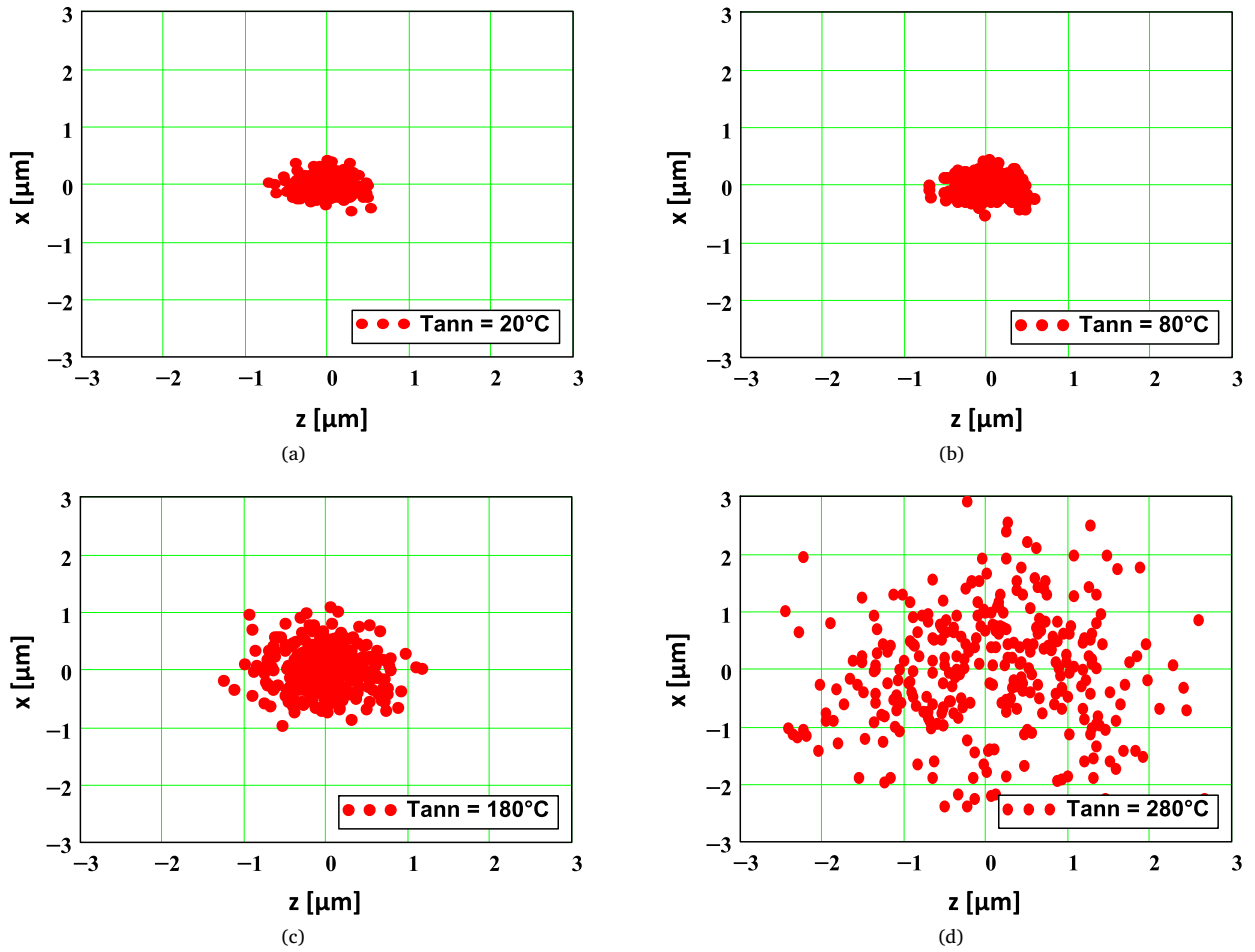 3
2
1
0
−1
−2
−3
x [μm]
−3 −2 −1 0 1 2 3
z [μm]
Tann = 20°C
(a)
3
2
1
0
−1
−2
−3
x [μm]
−3 −2 −1 0 1 2 3
z [μm]
Tann = 80°C
(b)
3
2
1
0
−1
−2
−3
x [μm]
−3 −2 −1 0 1 2 3
z [μm]
Tann = 180°C
(c)
3
2
1
0
−1
−2
−3
x [μm]
−3 −2 −1 0 1 2 3
z [μm]
Tann = 280°C
(d)